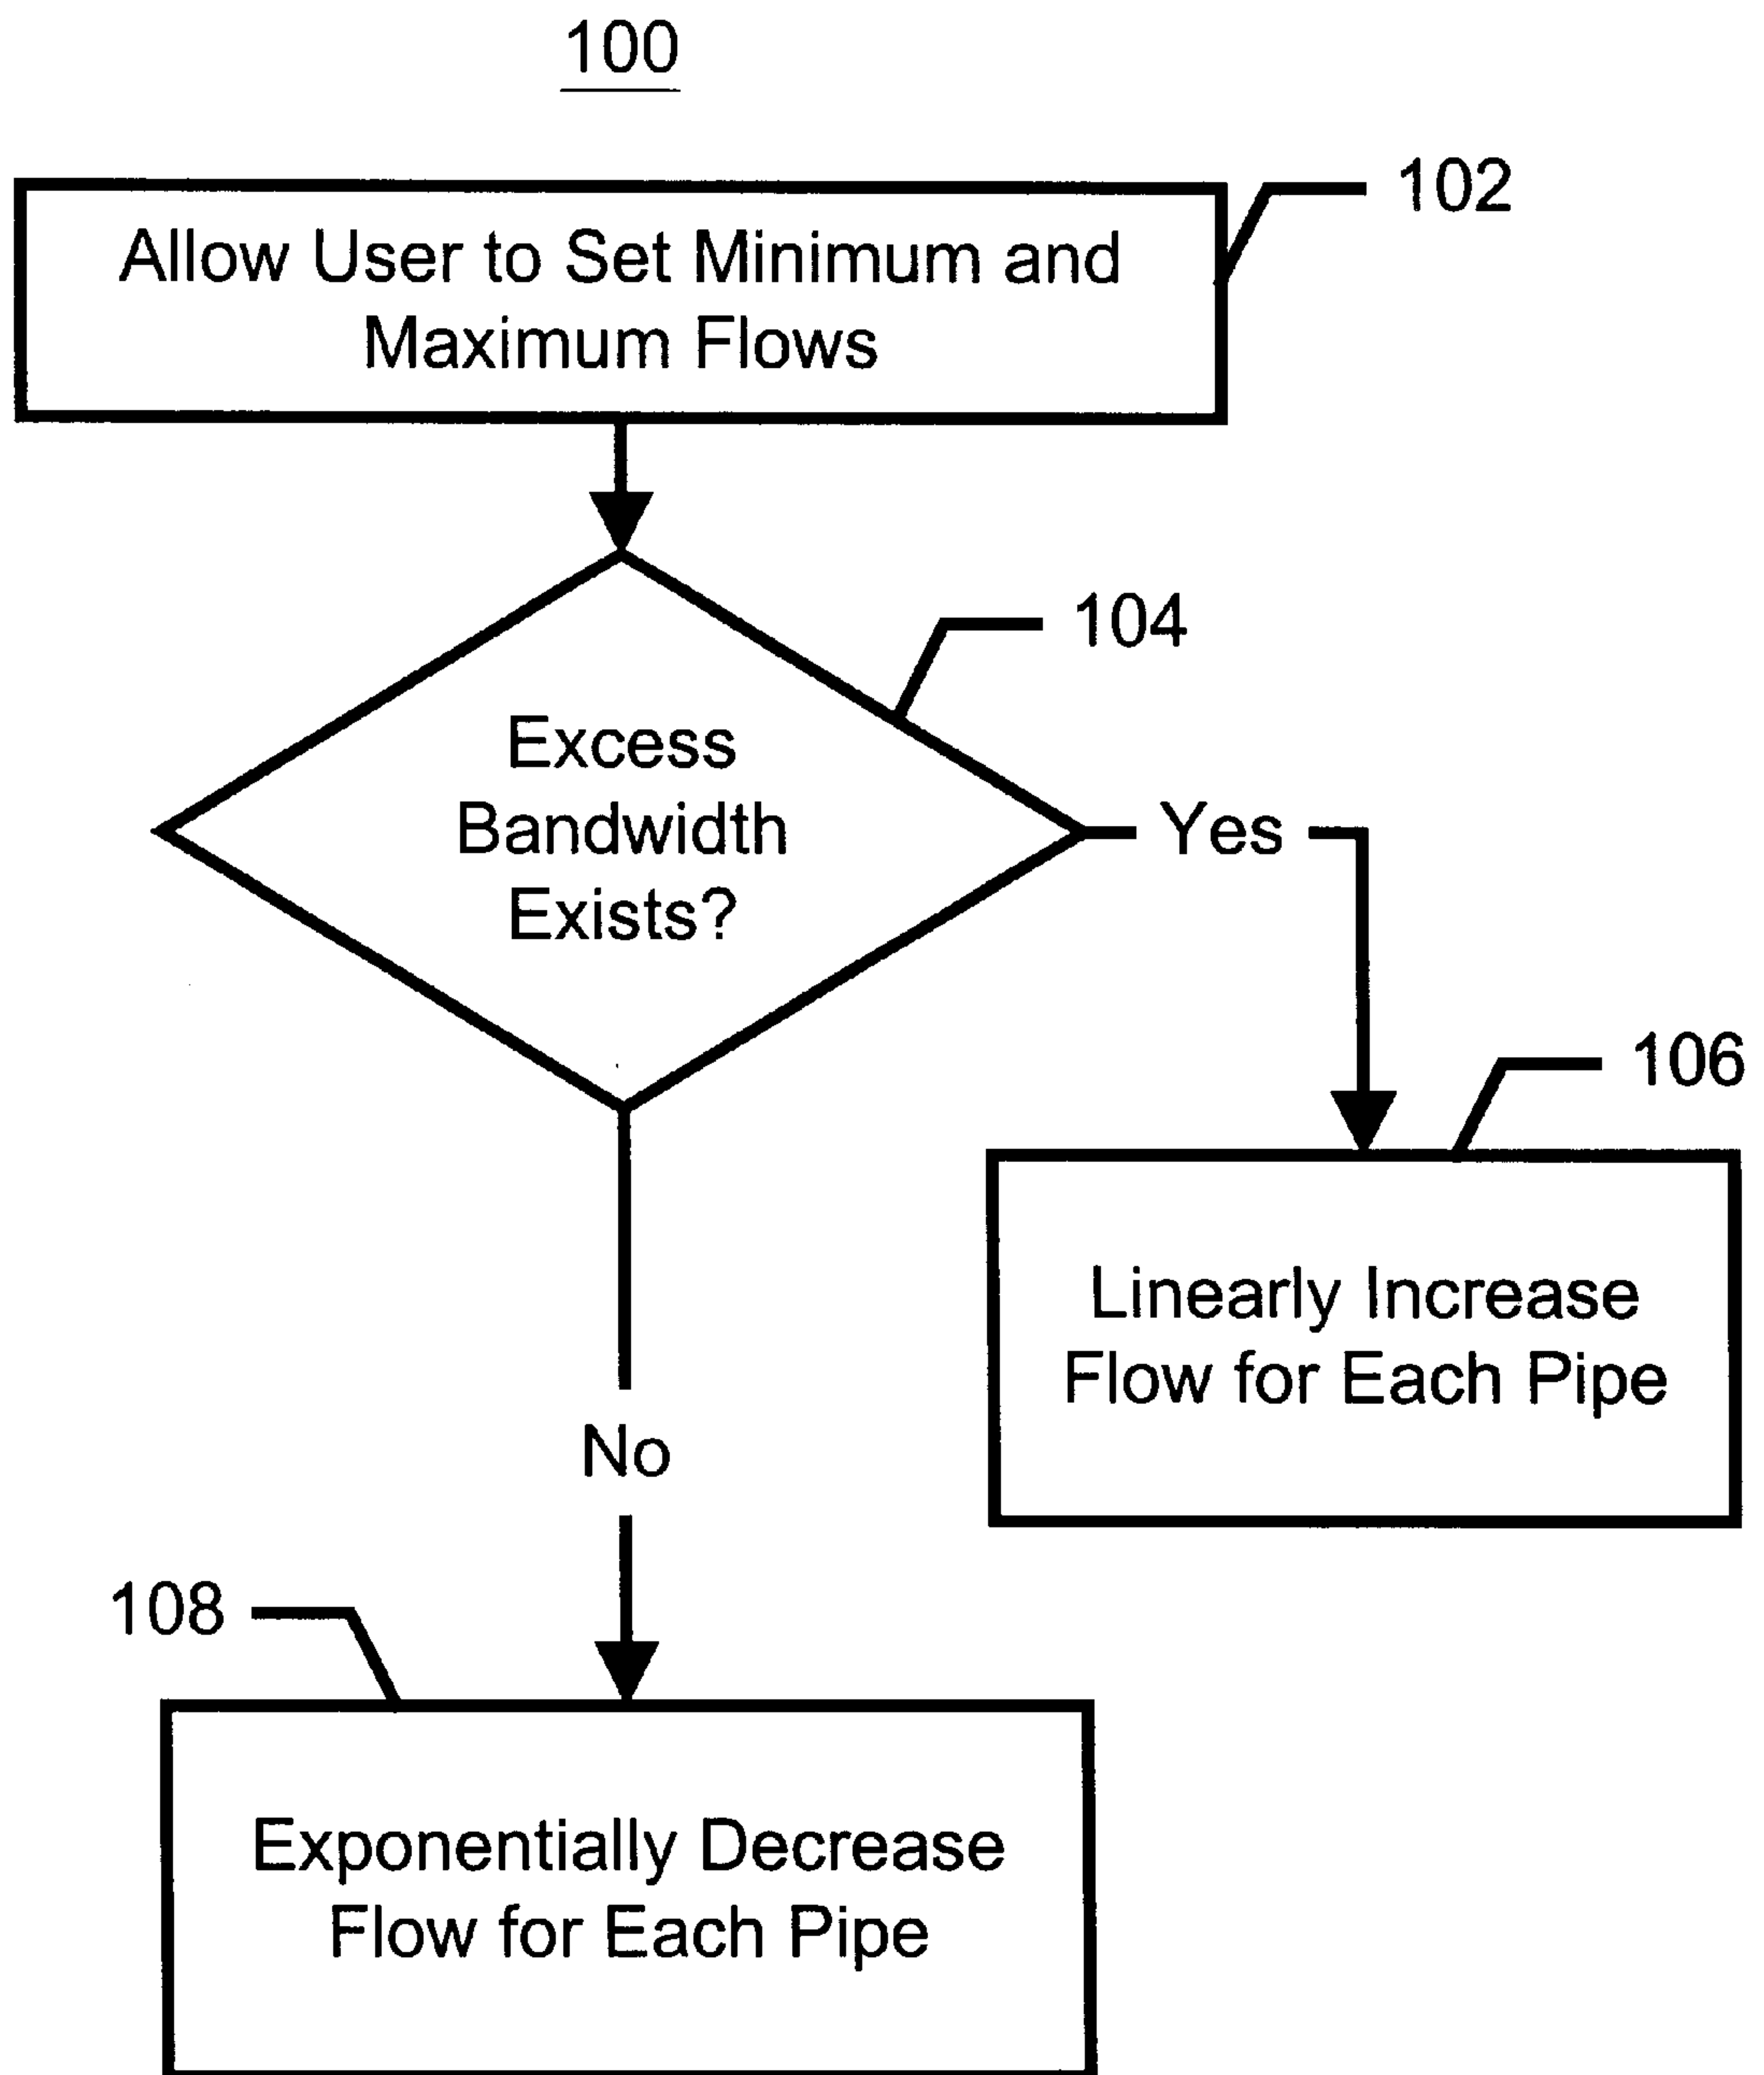 100
102
Allow User to Set Minimum and
Maximum Flows
104
Excess
Bandwidth
Exists?
Yes
106
Linearly Increase
Flow for Each Pipe
No
108
Exponentially Decrease
Flow for Each Pipe